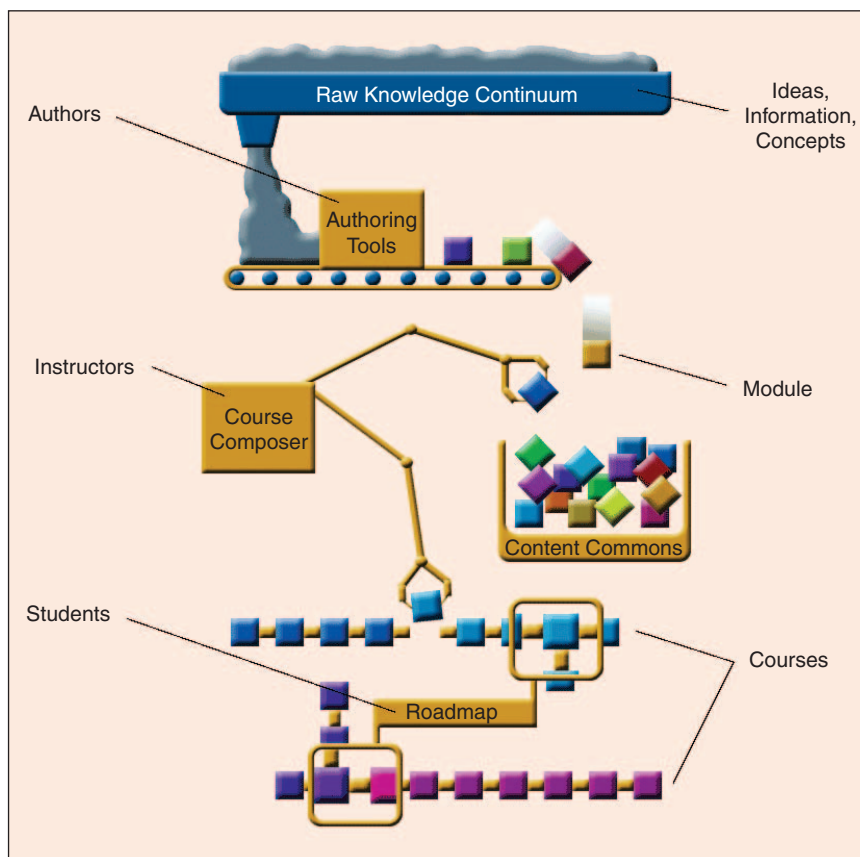 Raw Knowledge Continuum
Ideas,
Information,
Concepts
Authors
Authoring
Tools
Instructors
Module
Course
Composer
Content Commons
Students
Courses
Roadmap